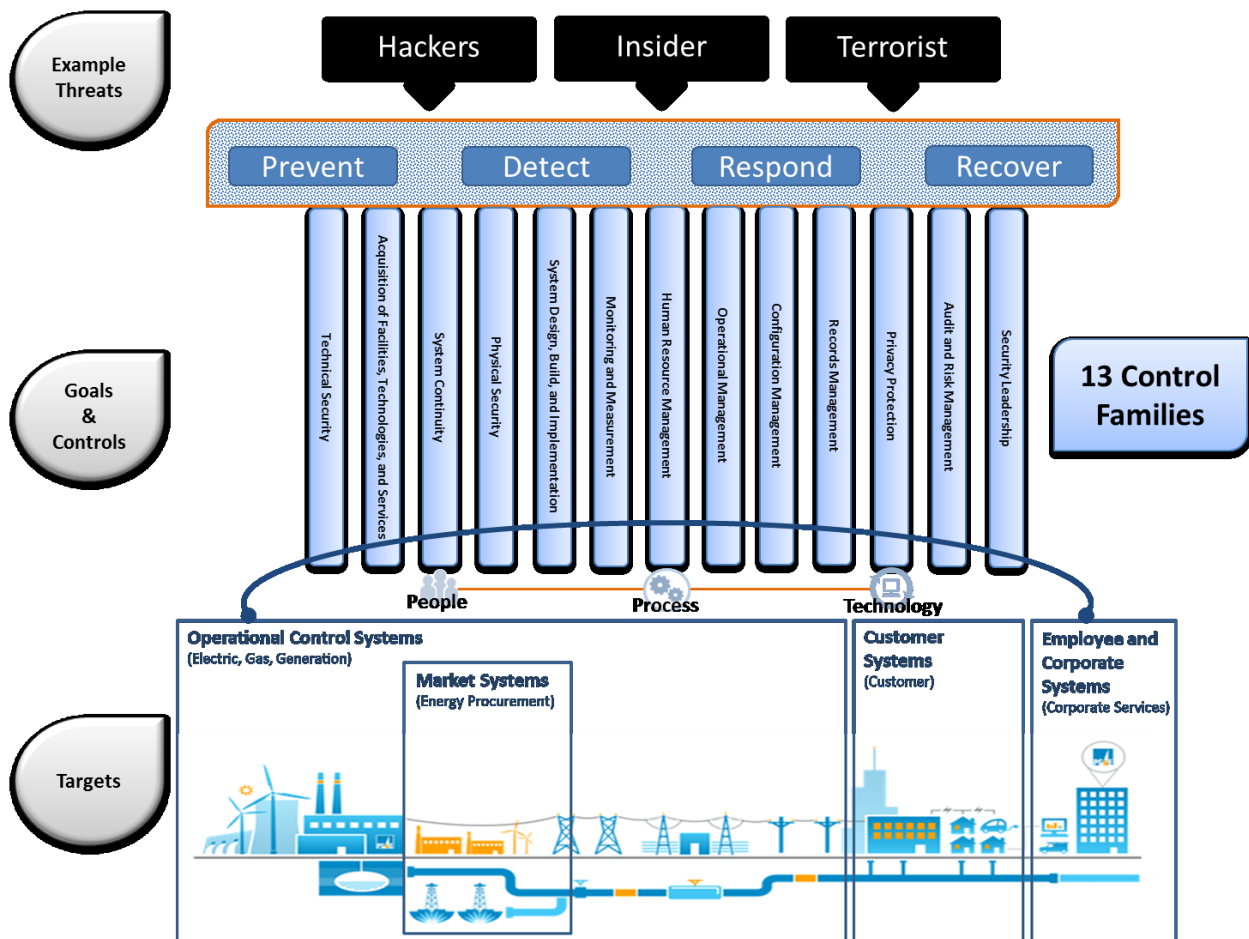 Example
Threats
Hackers
Insider
Terrorist
Prevent
Detect
Respond
Recover
Goals
&
Controls
Technical Security
Acquisition of Facilities, Technologies, and Services
System Continuity
Physical Security
System Design, Build, and Implementation
Monitoring and Measurement
Human Resource Management
Operational Management
Configuration Management
Records Management
Privacy Protection
Audit and Risk Management
Security Leadership
13 Control
Families
People
Process
Technology
Targets
Operational Control Systems
(Electric, Gas, Generation)
Market Systems
(Energy Procurement)
Customer
Systems
(Customer)
Employee and
Corporate
Systems
(Corporate Services)